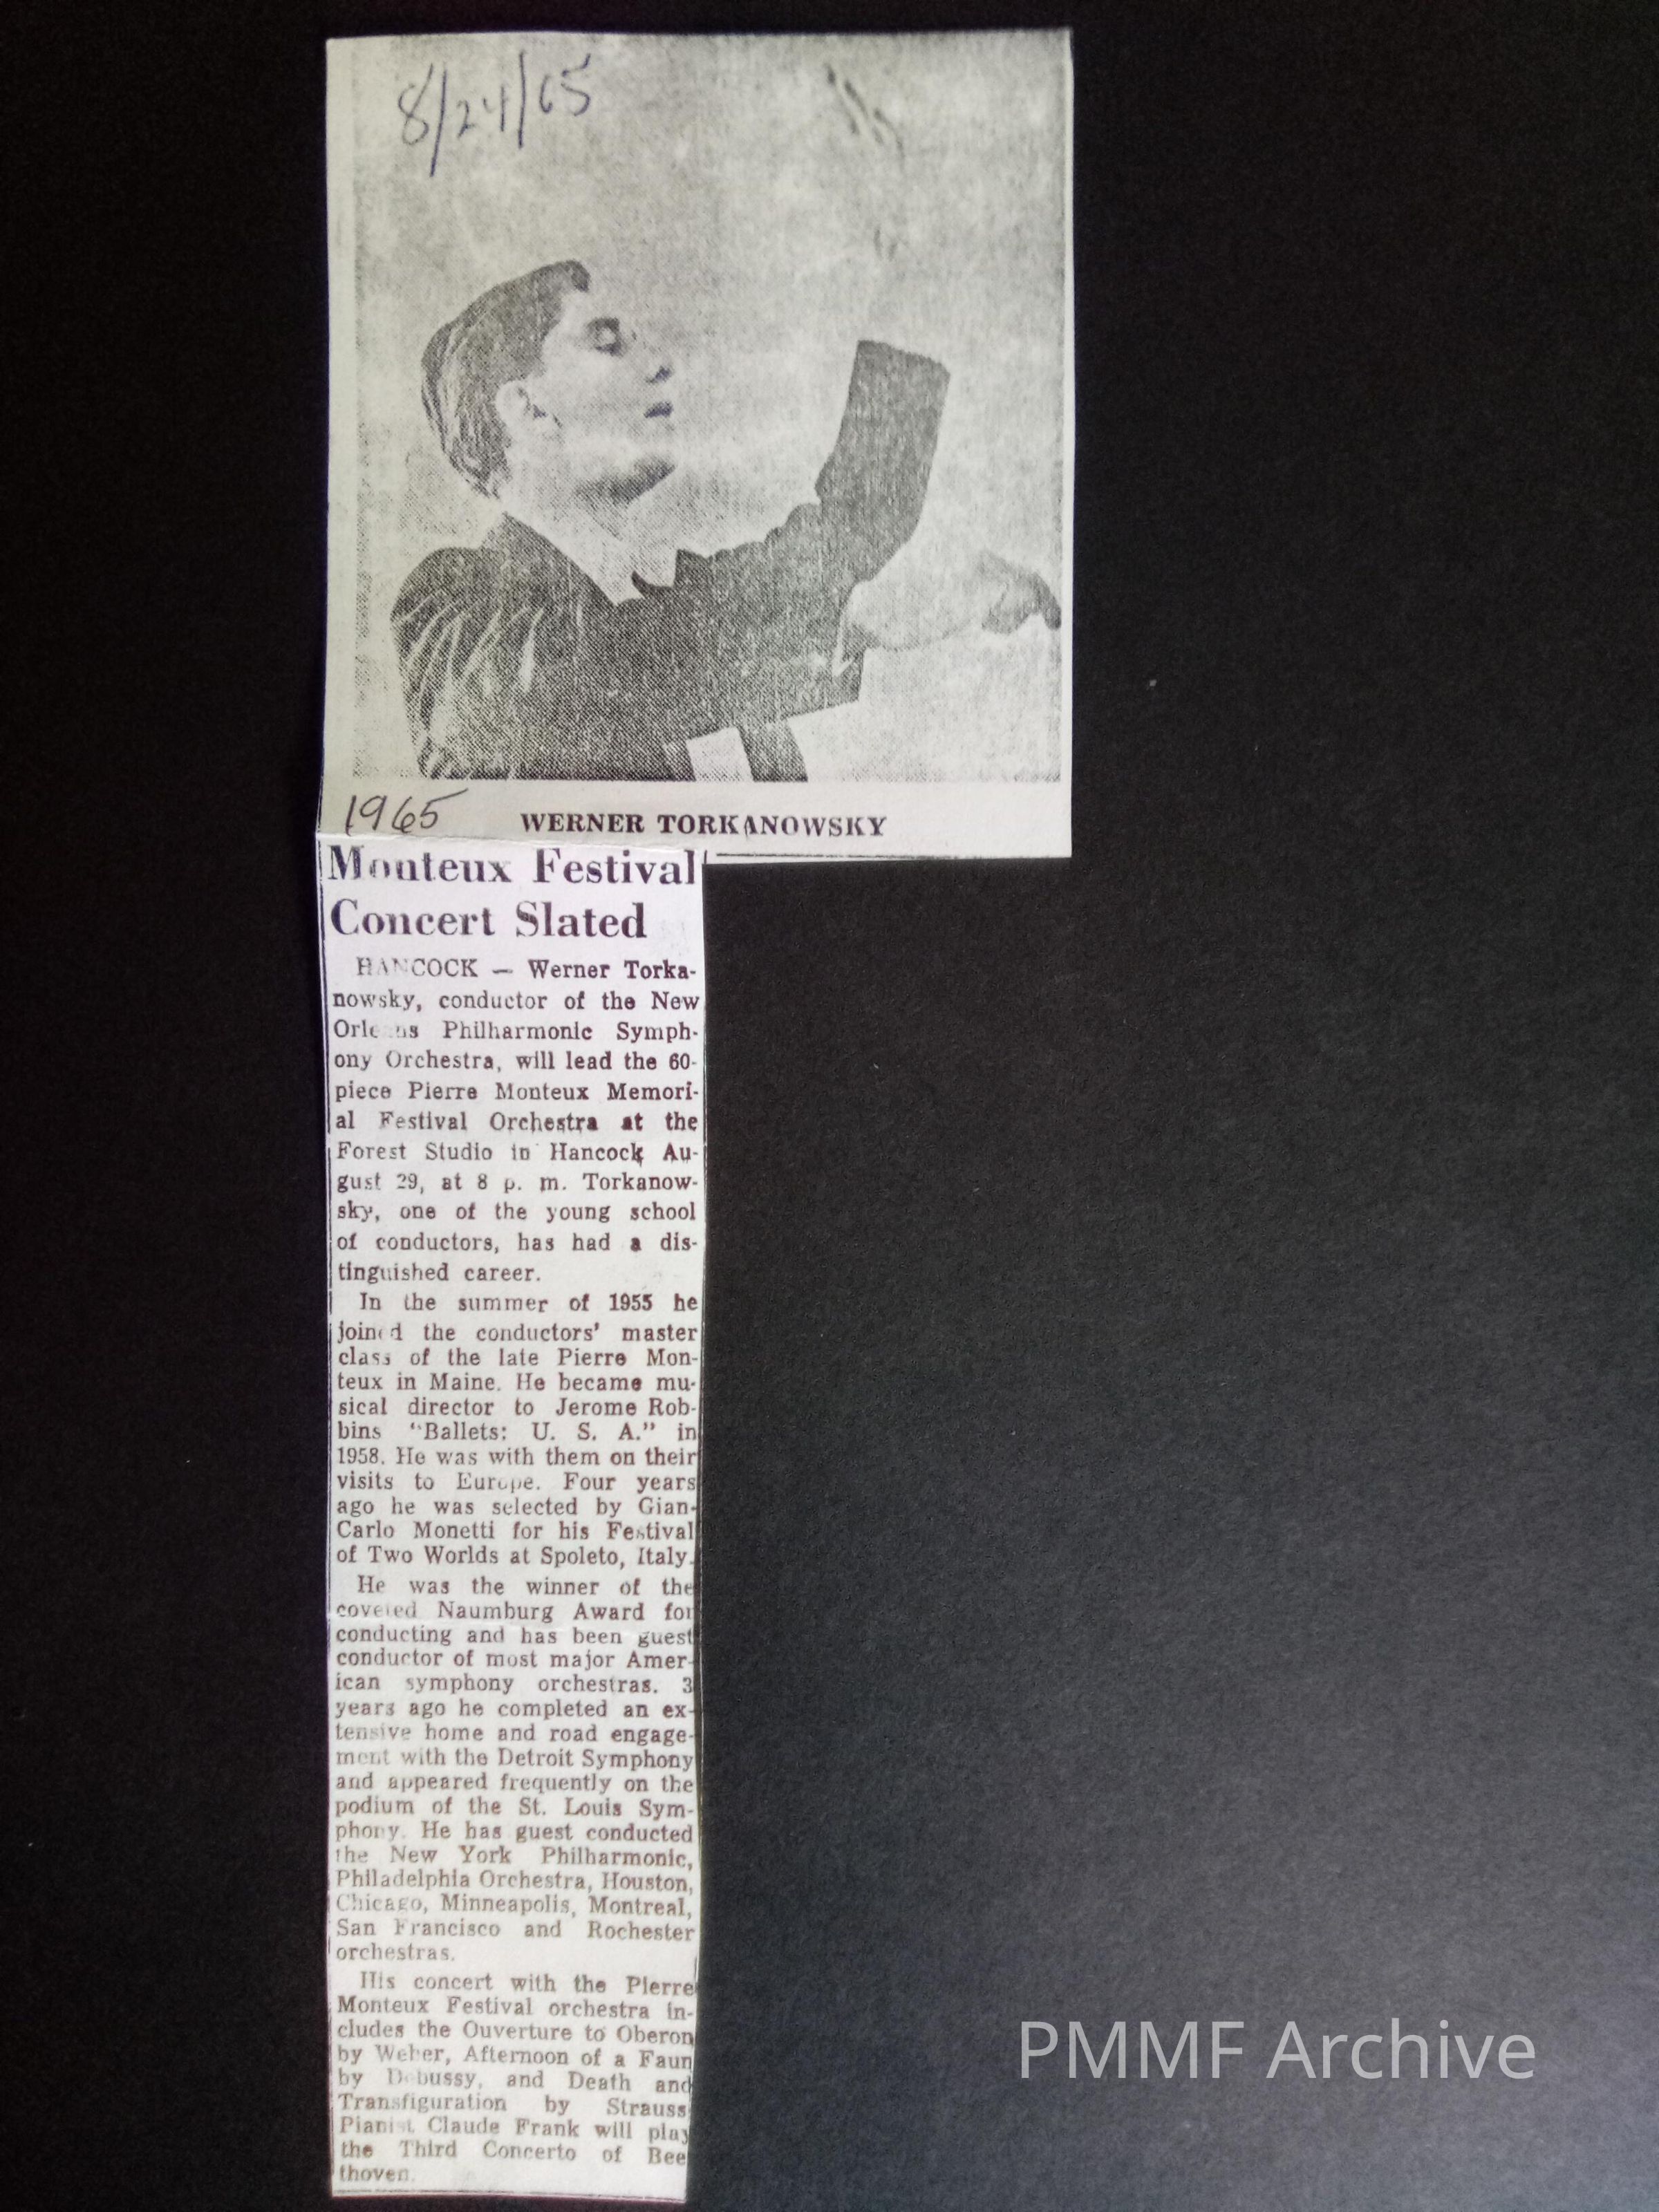 8/24/65
1965 WERNER TORKANOWSKY
Monteux Festival
Concert Slated
HANCOCK — Werner Torka-
nowsky, conductor of the New
Orleans Philharmonic Symph-
ony Orchestra, will lead the 60-
piece Pierre Monteux Memori-
al Festival Orchestra at the
Forest Studio in Hancock Au-
gust 29, at 8 p. m. Torkanow-
sky, one of the young school
of conductors, has had a dis-
tinguished career.
In the summer of 1955 he
joined the conductors' master
class of the late Pierre Mon-
teux in Maine. He became mu-
sical director to Jerome Rob-
bins "Ballets: U. S. A." in
1958. He was with them on their
visits to Europe. Four years
ago he was selected by Gian-
Carlo Monetti for his Festival
of Two Worlds at Spoleto, Italy.
He was the winner of the
coveted Naumburg Award for
conducting and has been guest
conductor of most major Amer-
ican symphony orchestras. 3
years ago he completed an ex-
tensive home and road engage-
ment with the Detroit Symphony
and appeared frequently on the
podium of the St. Louis Sym-
phony. He has guest conducted
the New York Philharmonic,
Philadelphia Orchestra, Houston,
Chicago, Minneapolis, Montreal,
San Francisco and Rochester
orchestras.
His concert with the Pierre
Monteux Festival orchestra in-
cludes the Ouverture to Oberon
by Weber, Afternoon of a Faun
by Debussy, and Death and
Transfiguration by Strauss
Pianist Claude Frank will play
the Third Concerto of Bee
thoven.
PMMF Archive